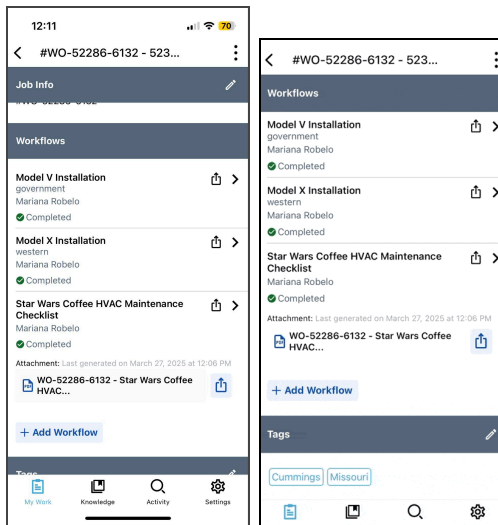 12:11
70
#WO-52286-6132 - 523...
Job Info
#WO-52286-6132
Workflows
Model V Installation
government
Mariana Robelo
Completed
Model X Installation
western
Mariana Robelo
Completed
Star Wars Coffee HVAC Maintenance
Checklist
Mariana Robelo
Completed
Attachment: Last generated on March 27, 2025 at 12:06 PM
WO-52286-6132 - Star Wars Coffee
HVAC...
+ Add Workflow
Tags
My Work
Knowledge
Activity
Settings
#WO-52286-6132 - 523...
Workflows
Model V Installation
government
Mariana Robelo
Completed
Model X Installation
western
Mariana Robelo
Completed
Star Wars Coffee HVAC Maintenance
Checklist
Mariana Robelo
Completed
Attachment: Last generated on March 27, 2025 at 12:06 PM
WO-52286-6132 - Star Wars Coffee
HVAC...
+ Add Workflow
Tags
Cummings
Missouri